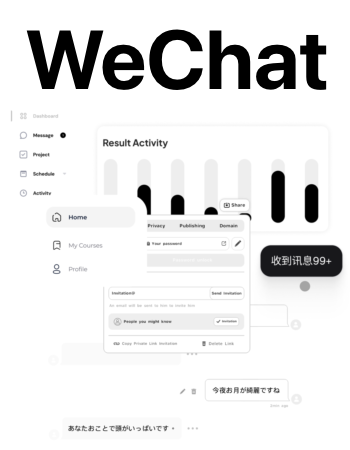 WeChat
Dashboard
Message
Project
Schedule
Activity
Result Activity
Share
Home
My Courses
Profile
Privacy Publishing Domain
Your password
收到讯息99+
Send invitation
People you might know
Copy Private Link Invitation
Delete Link
今夜お月が綺麗ですね
あなたおことで頭がいっぱいです。